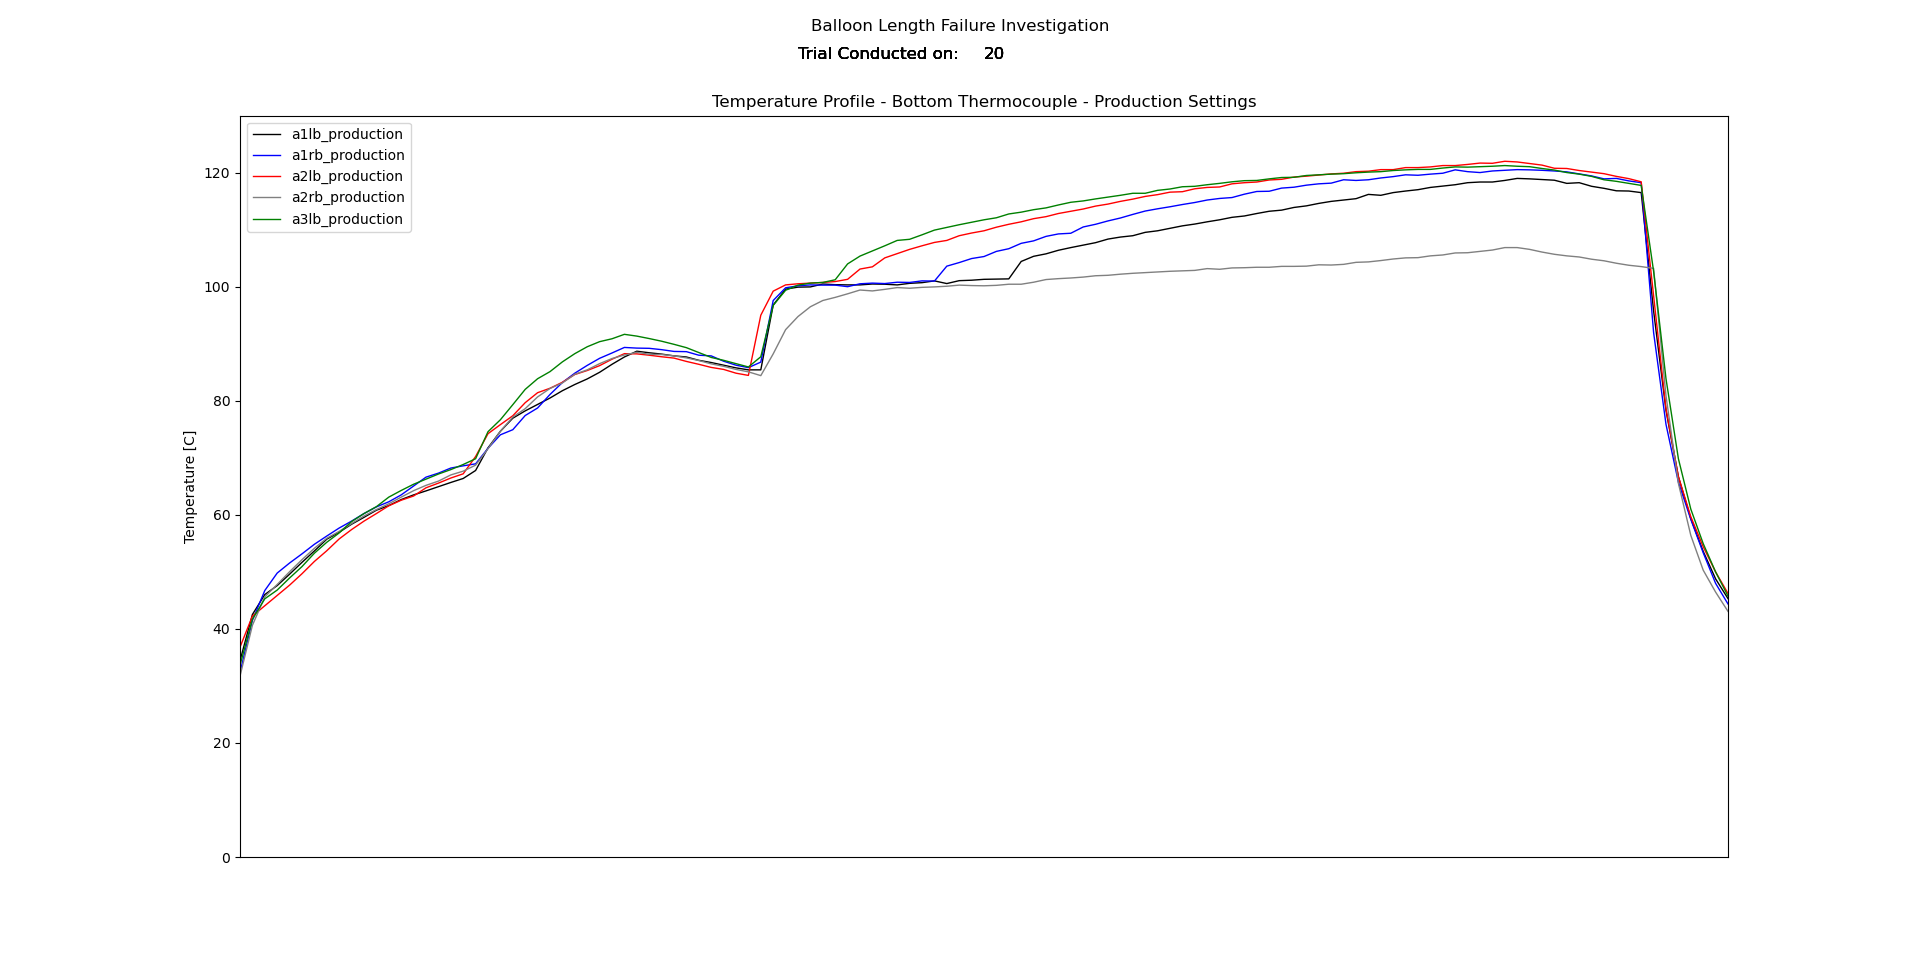 Balloon Length Failure Investigation
Trial Conducted on: 20
Temperature Profile - Bottom Thermocouple - Production Settings
a1lb_production
a1rb_production
a2lb_production
a2rb_production
a3lb_production
Temperature [C]
120
100
80
60
40
20
0